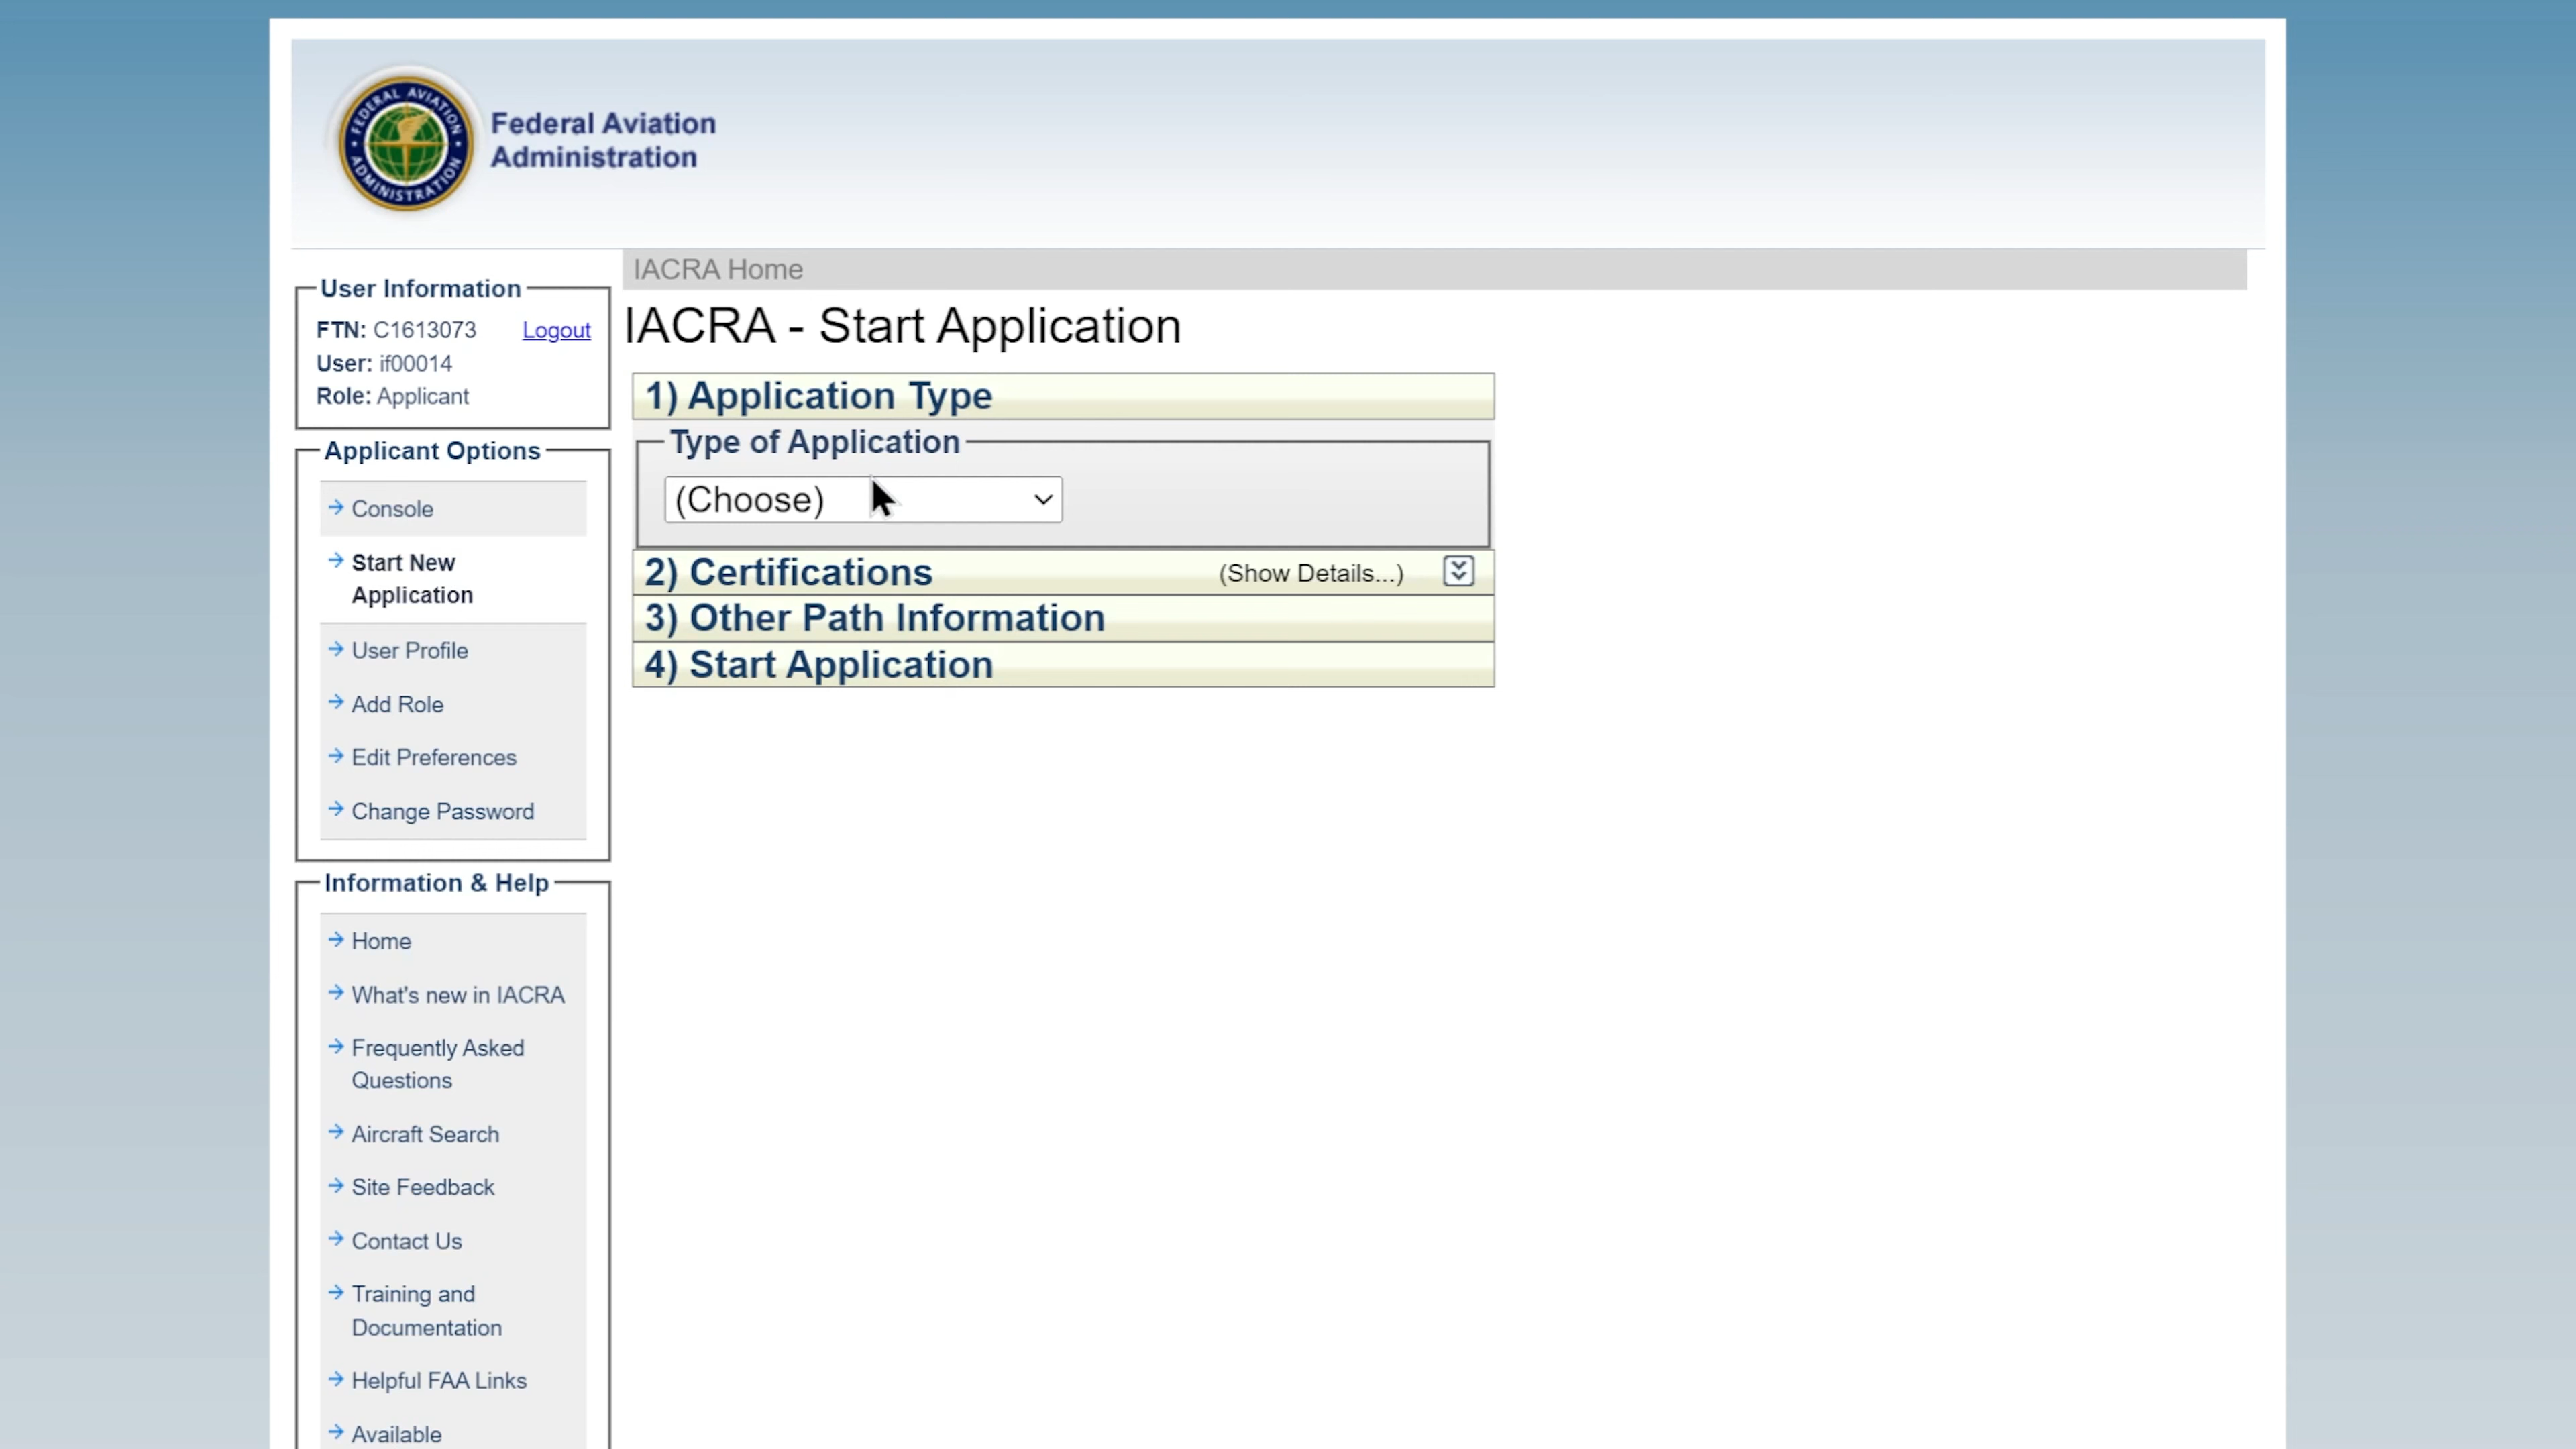 FEDERAL AVIATION
ADMINISTRATION
Federal Aviation
Administration
IACRA Home
User Information
FTN: C1613073 Logout
User: if00014
Role: Applicant
Applicant Options
Console
Start New
Application
User Profile
Add Role
Edit Preferences
Change Password
Information & Help
Home
What's new in IACRA
Frequently Asked
Questions
Aircraft Search
Site Feedback
Contact Us
Training and
Documentation
Helpful FAA Links
Available
IACRA - Start Application
1) Application Type
Type of Application
(Choose)
2) Certifications (Show Details...)
3) Other Path Information
4) Start Application